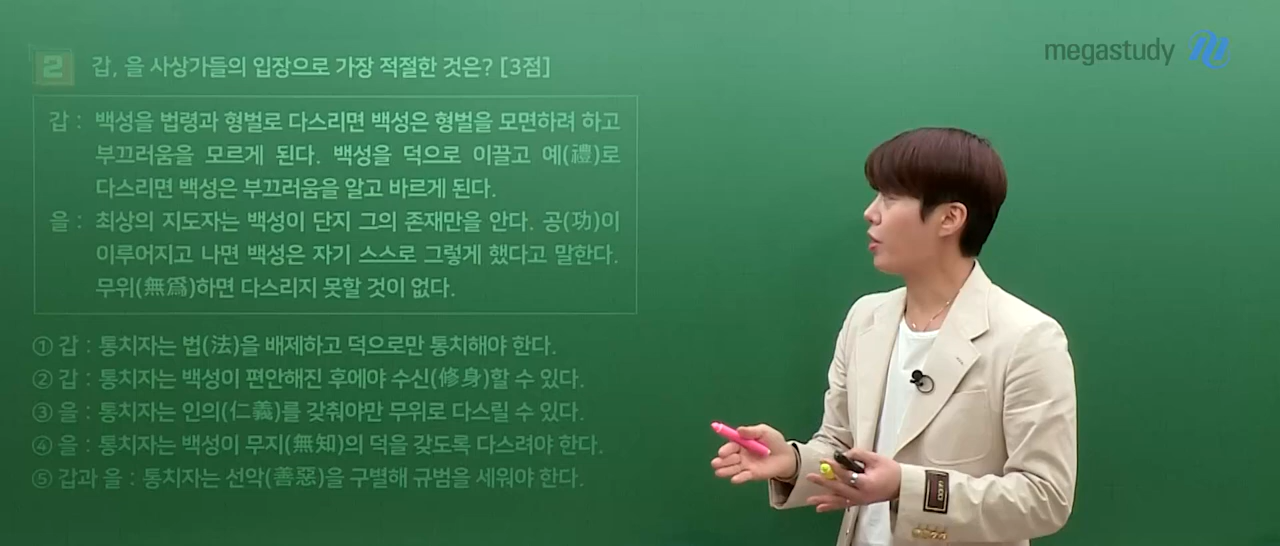 megastudy
2 갑, 을 사상가들의 입장으로 가장 적절한 것은? [3점]
갑 : 백성을 법령과 형벌로 다스리면 백성은 형벌을 모면하려 하고
부끄러움을 모르게 된다. 백성을 덕으로 이끌고 예(禮)로
다스리면 백성은 부끄러움을 알고 바르게 된다.
을 : 최상의 지도자는 백성이 단지 그의 존재만을 안다. 공(功)이
이루어지고 나면 백성은 자기 스스로 그렇게 했다고 말한다.
무위(無爲)하면 다스리지 못할 것이 없다.
① 갑 : 통치자는 법(法)을 배제하고 덕으로만 통치해야 한다.
② 갑 : 통치자는 백성이 편안해진 후에야 수신(修身)할 수 있다.
③ 을 : 통치자는 인의(仁義)를 갖춰야만 무위로 다스릴 수 있다.
④ 을 : 통치자는 백성이 무지(無知)의 덕을 갖도록 다스려야 한다.
⑤ 갑과 을 : 통치자는 선악(善惡)을 구별해 규범을 세워야 한다.